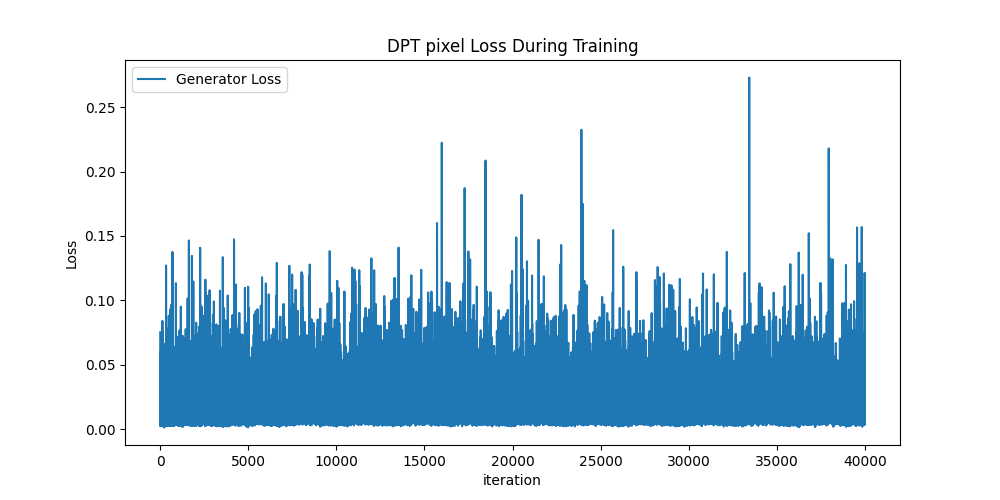 DPT pixel Loss During Training
Generator Loss
Loss
0.25
0.20
0.15
0.10
0.05
0.00
0 5000 10000 15000 20000 25000 30000 35000 40000
iteration